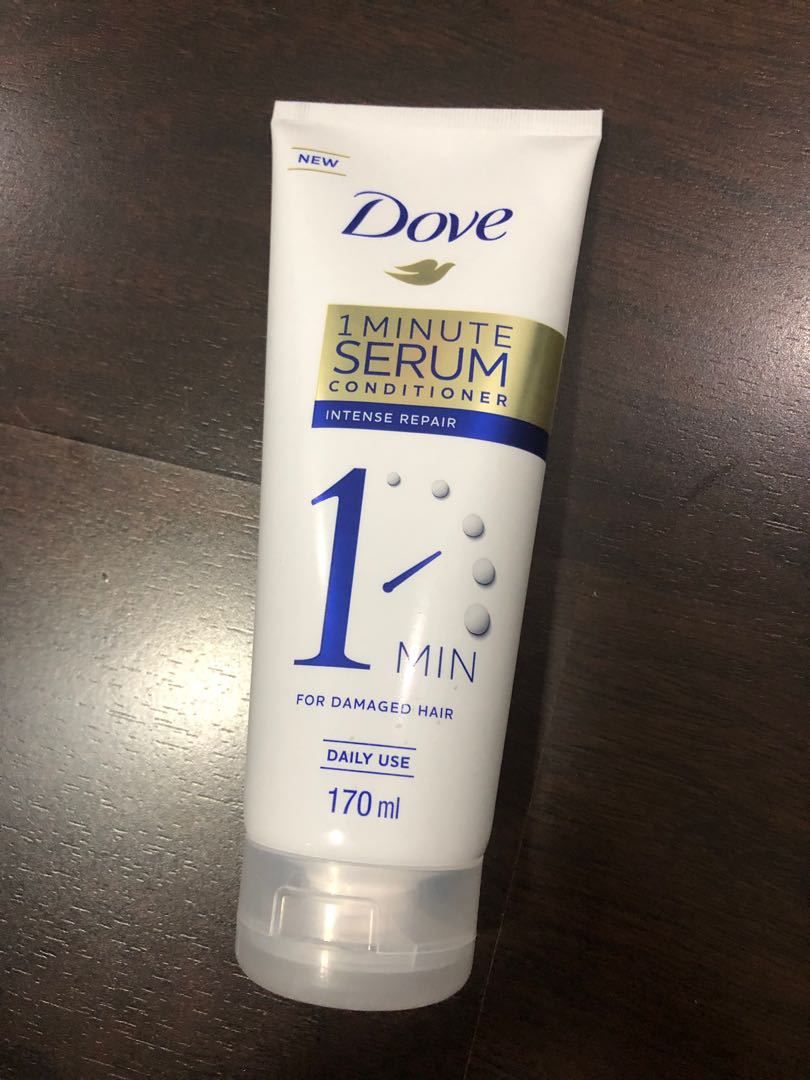 NEW
Dove
1 MINUTE
SERUM
CONDITIONER
INTENSE REPAIR
1 MIN
FOR DAMAGED HAIR
DAILY USE
170 ml